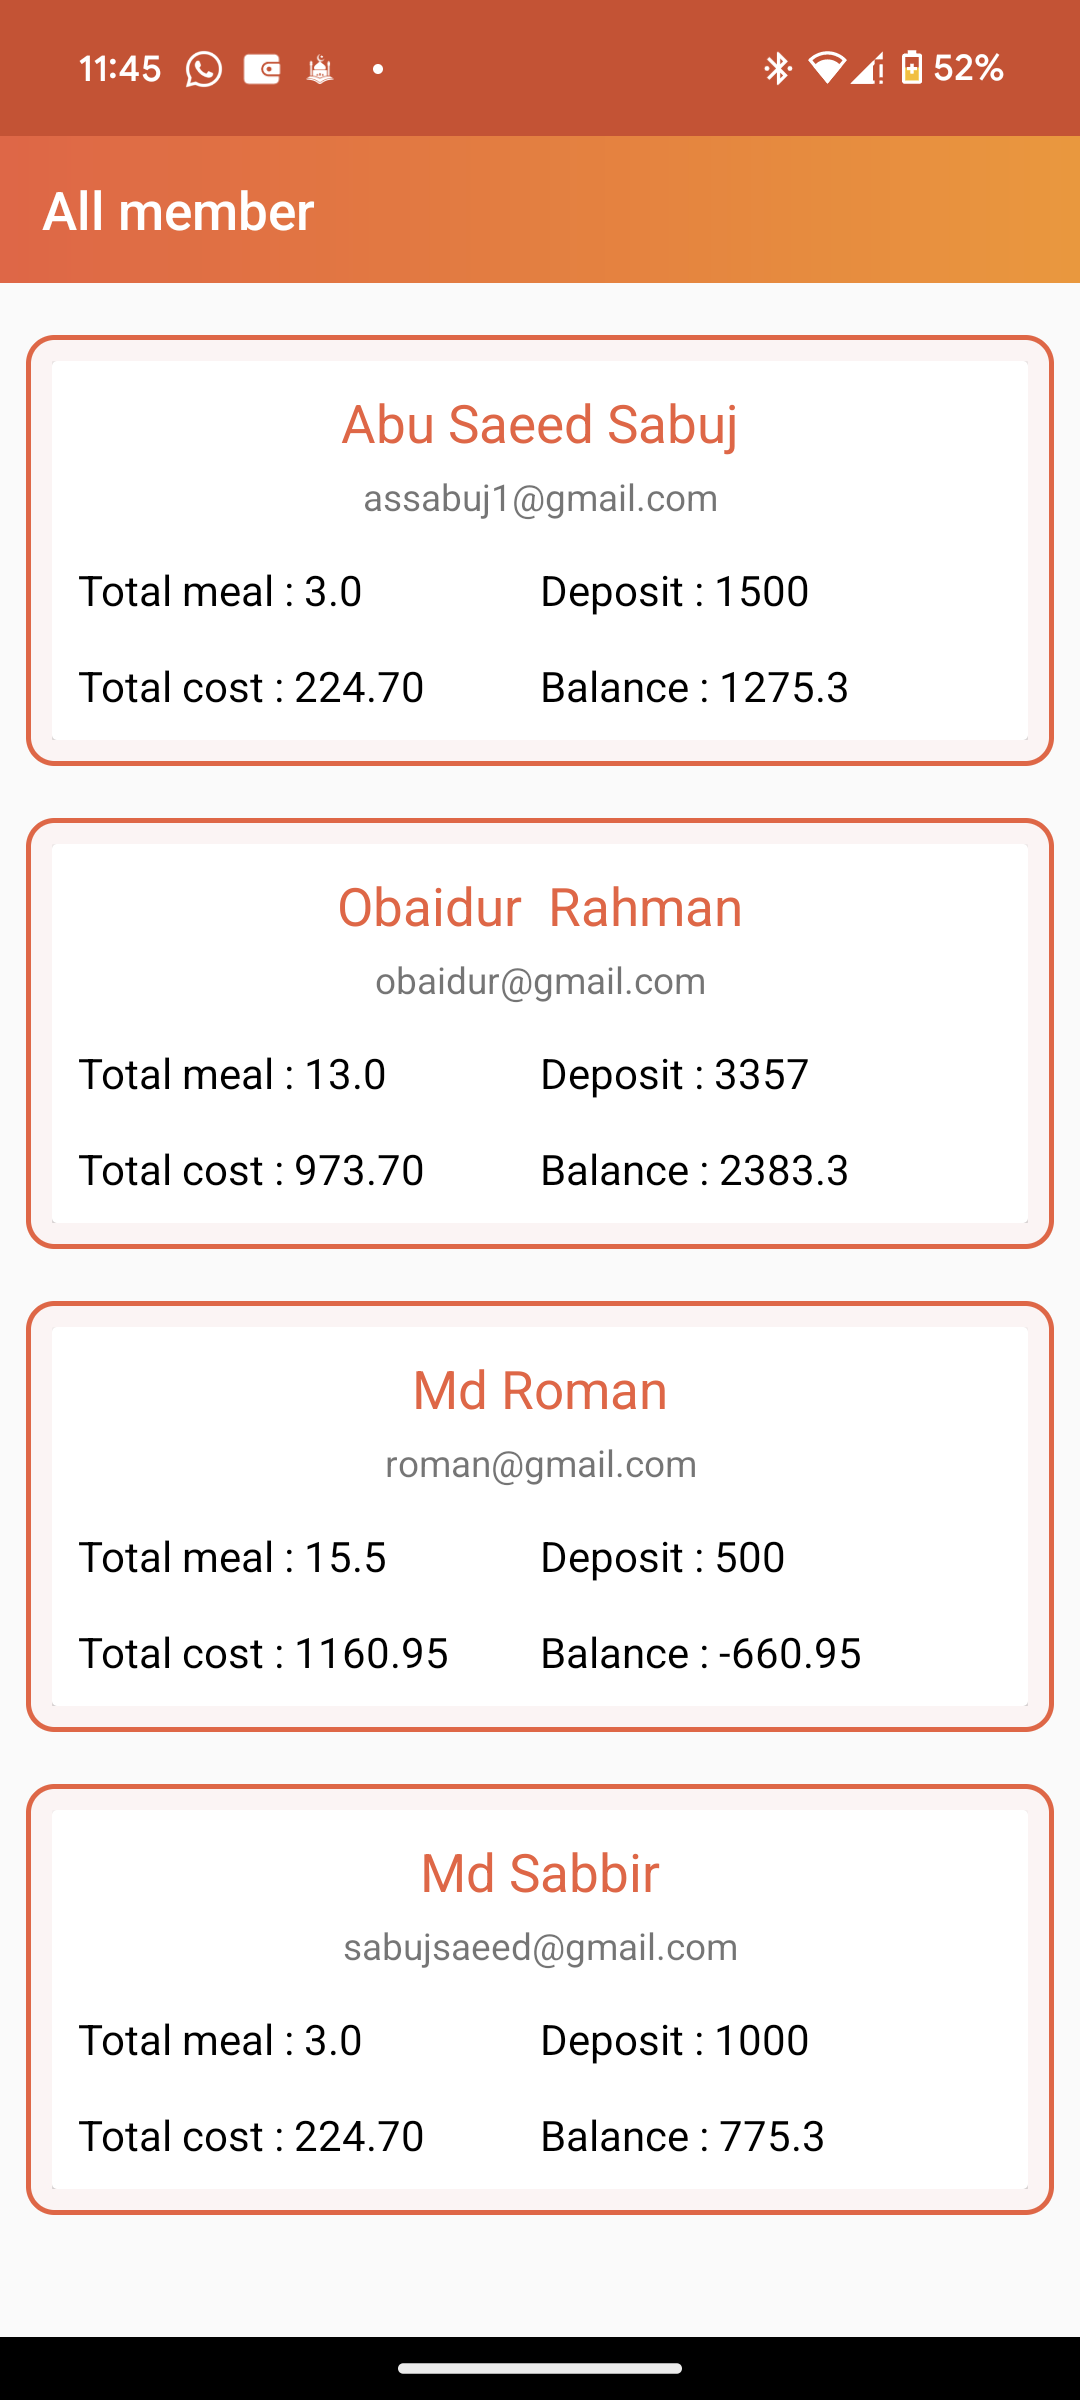 11:45 52%
All member
Abu Saeed Sabuj
assabuj1@gmail.com
Total meal : 3.0 Deposit : 1500
Total cost : 224.70 Balance : 1275.3
Obaidur  Rahman
obaidur@gmail.com
Total meal : 13.0 Deposit : 3357
Total cost : 973.70 Balance : 2383.3
Md Roman
roman@gmail.com
Total meal : 15.5 Deposit : 500
Total cost : 1160.95 Balance : -660.95
Md Sabbir
sabujsaeed@gmail.com
Total meal : 3.0 Deposit : 1000
Total cost : 224.70 Balance : 775.3